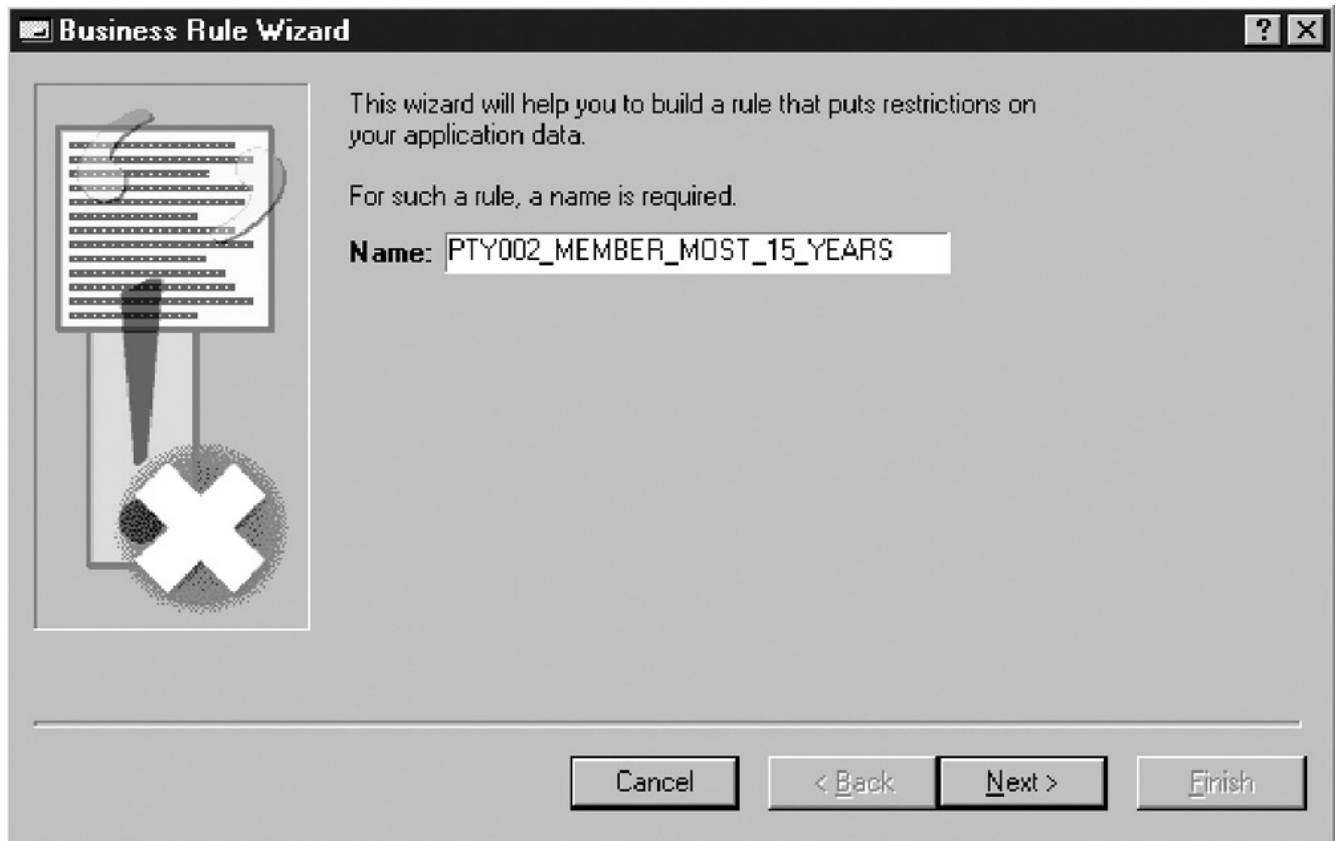 Business Rule Wizard
This wizard will help you to build a rule that puts restrictions on
your application data.
For such a rule, a name is required.
Name: PTY002_MEMBER_MOST_15_YEARS
Cancel < Back Next > Finish